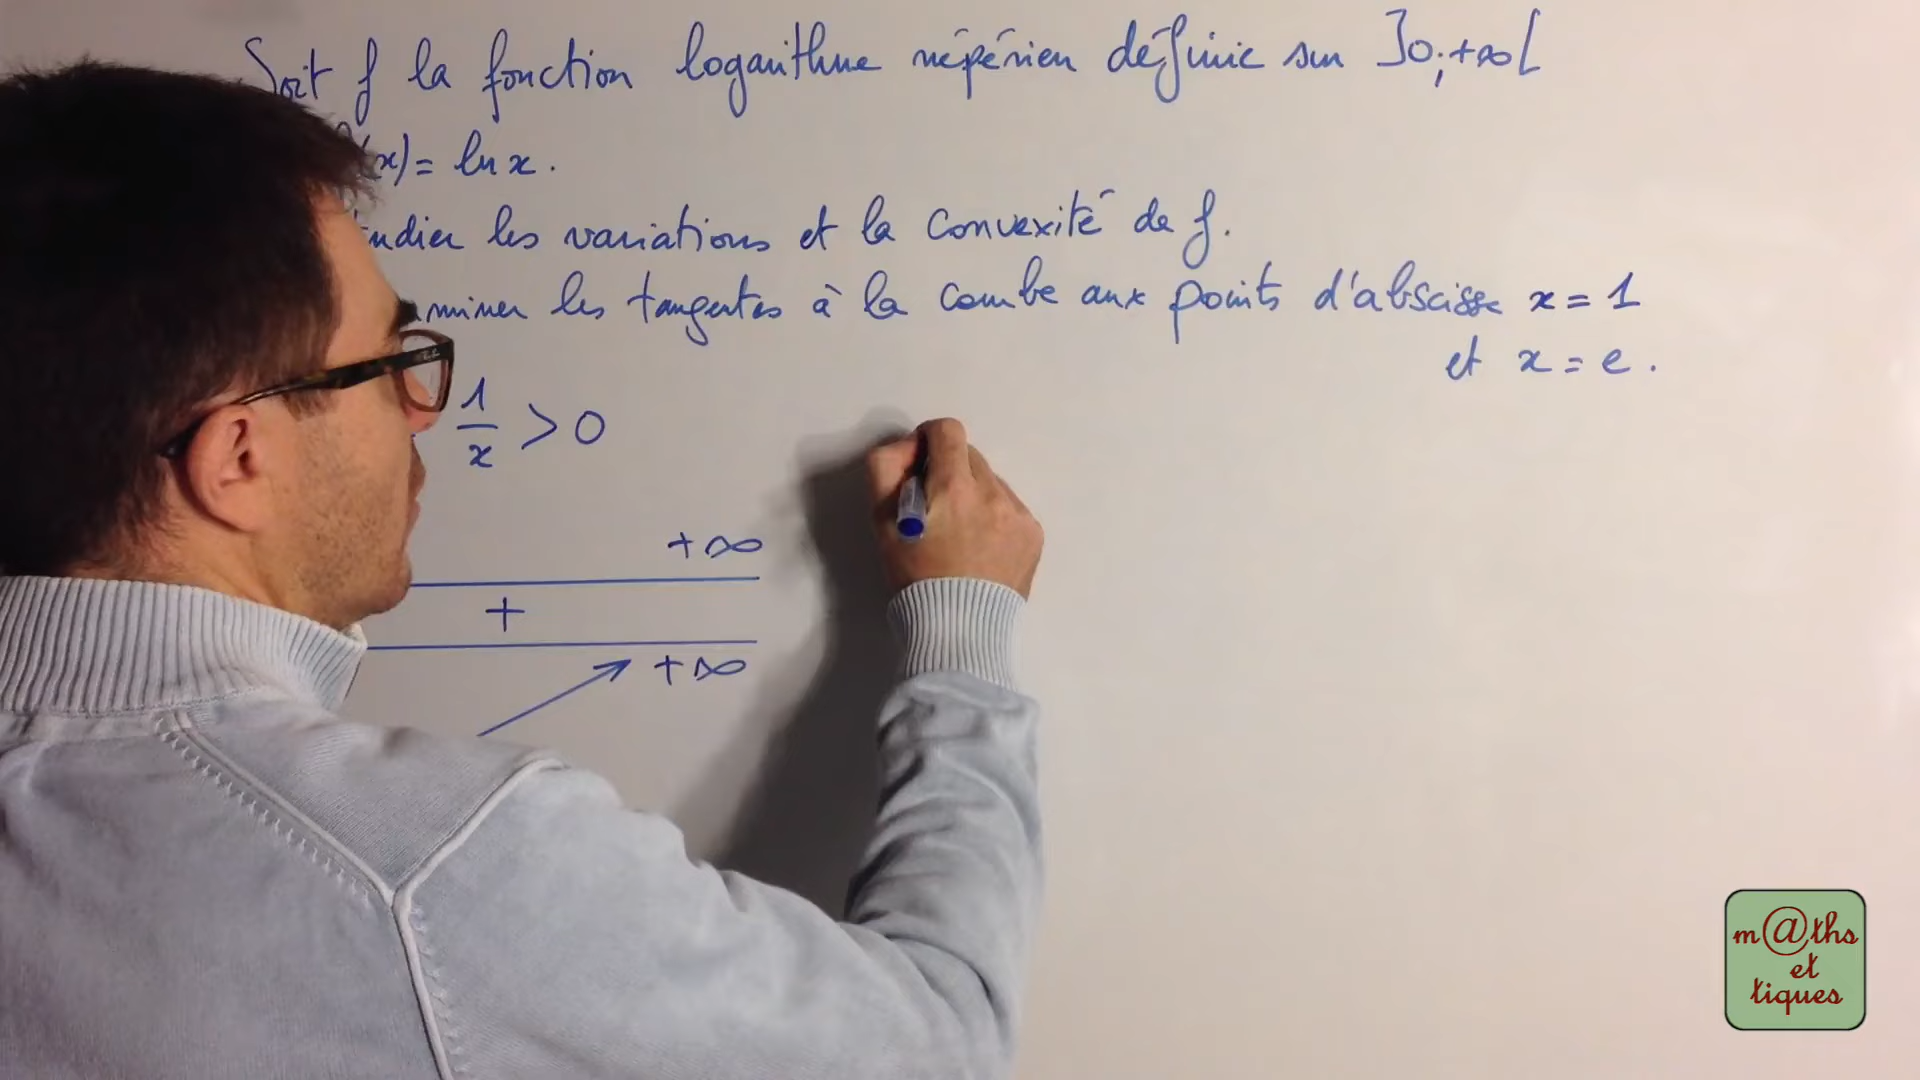 Soit f la fonction logarithme népérien définie sur ]0;+∞[
(x) = ln x.
udier les variations et la convexité de f.
miner les tangentes à la courbe aux points d'abscisse x = 1
et x = e.
1/x > 0
+∞
+
+∞
m@ths
et
tiques